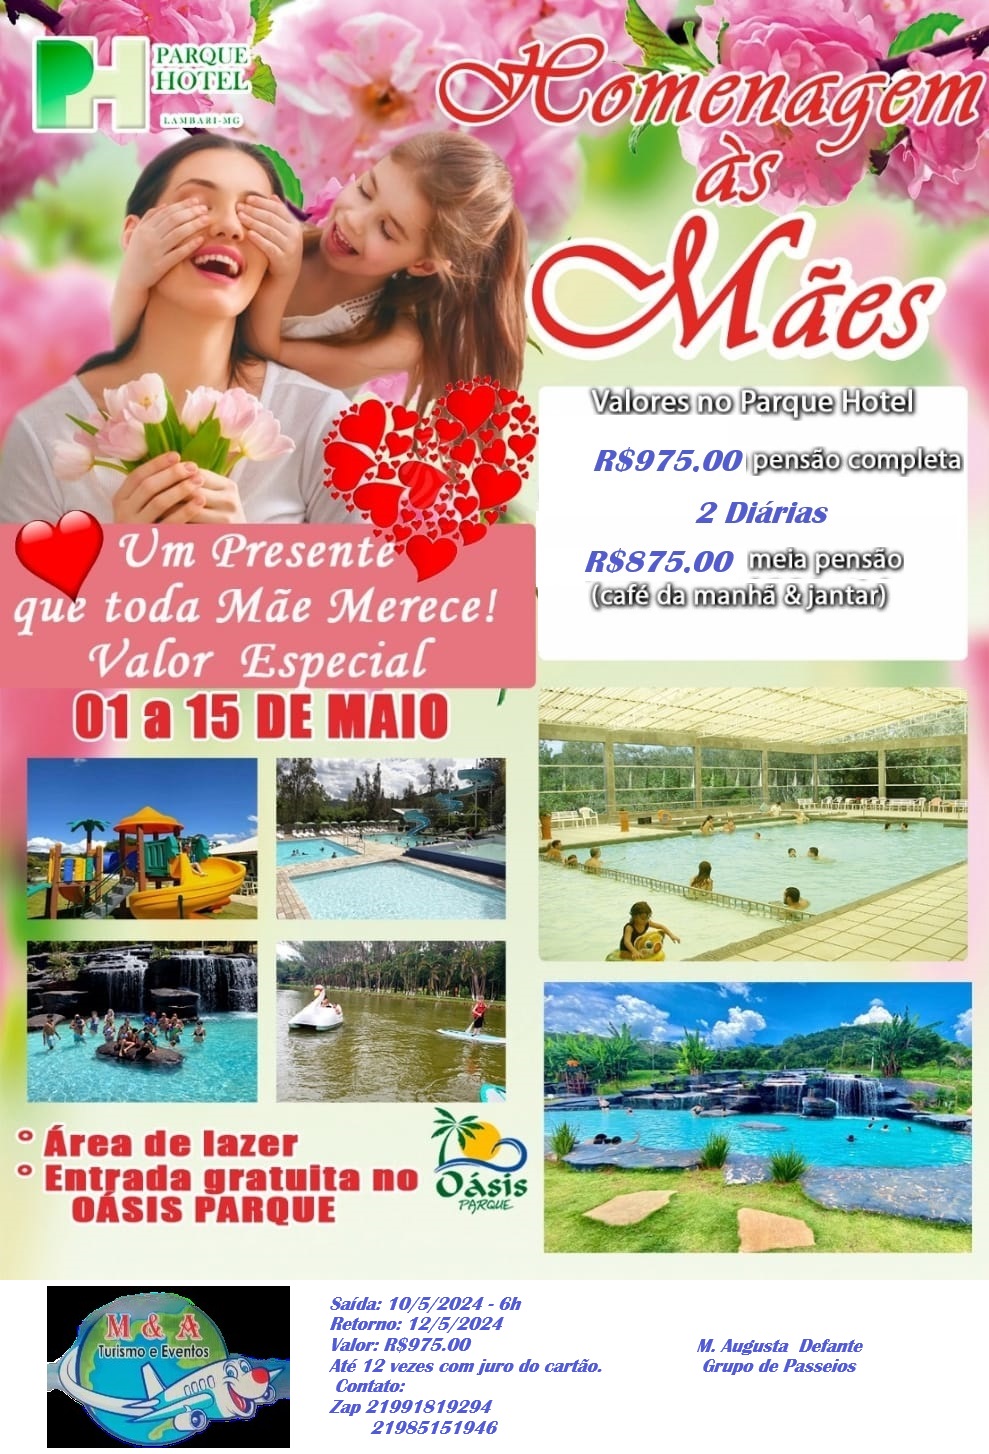 PARQUE
HOTEL
LAMBARI-MG
Homenagem
às
Mães
Valores no Parque Hotel
R$975.00 pensão completa
2 Diárias
R$875.00 meia pensão
(café da manhã & jantar)
Um Presente
que toda Mãe Merece!
Valor Especial
01 a 15 DE MAIO
° Área de lazer
° Entrada gratuita no
OÁSIS PARQUE
Oásis
PARQUE
M & A
Turismo e Eventos
Saída: 10/5/2024 - 6h
Retorno: 12/5/2024
Valor: R$975.00
Até 12 vezes com juro do cartão.
Contato:
Zap 21991819294
21985151946
M. Augusta Defante
Grupo de Passeios